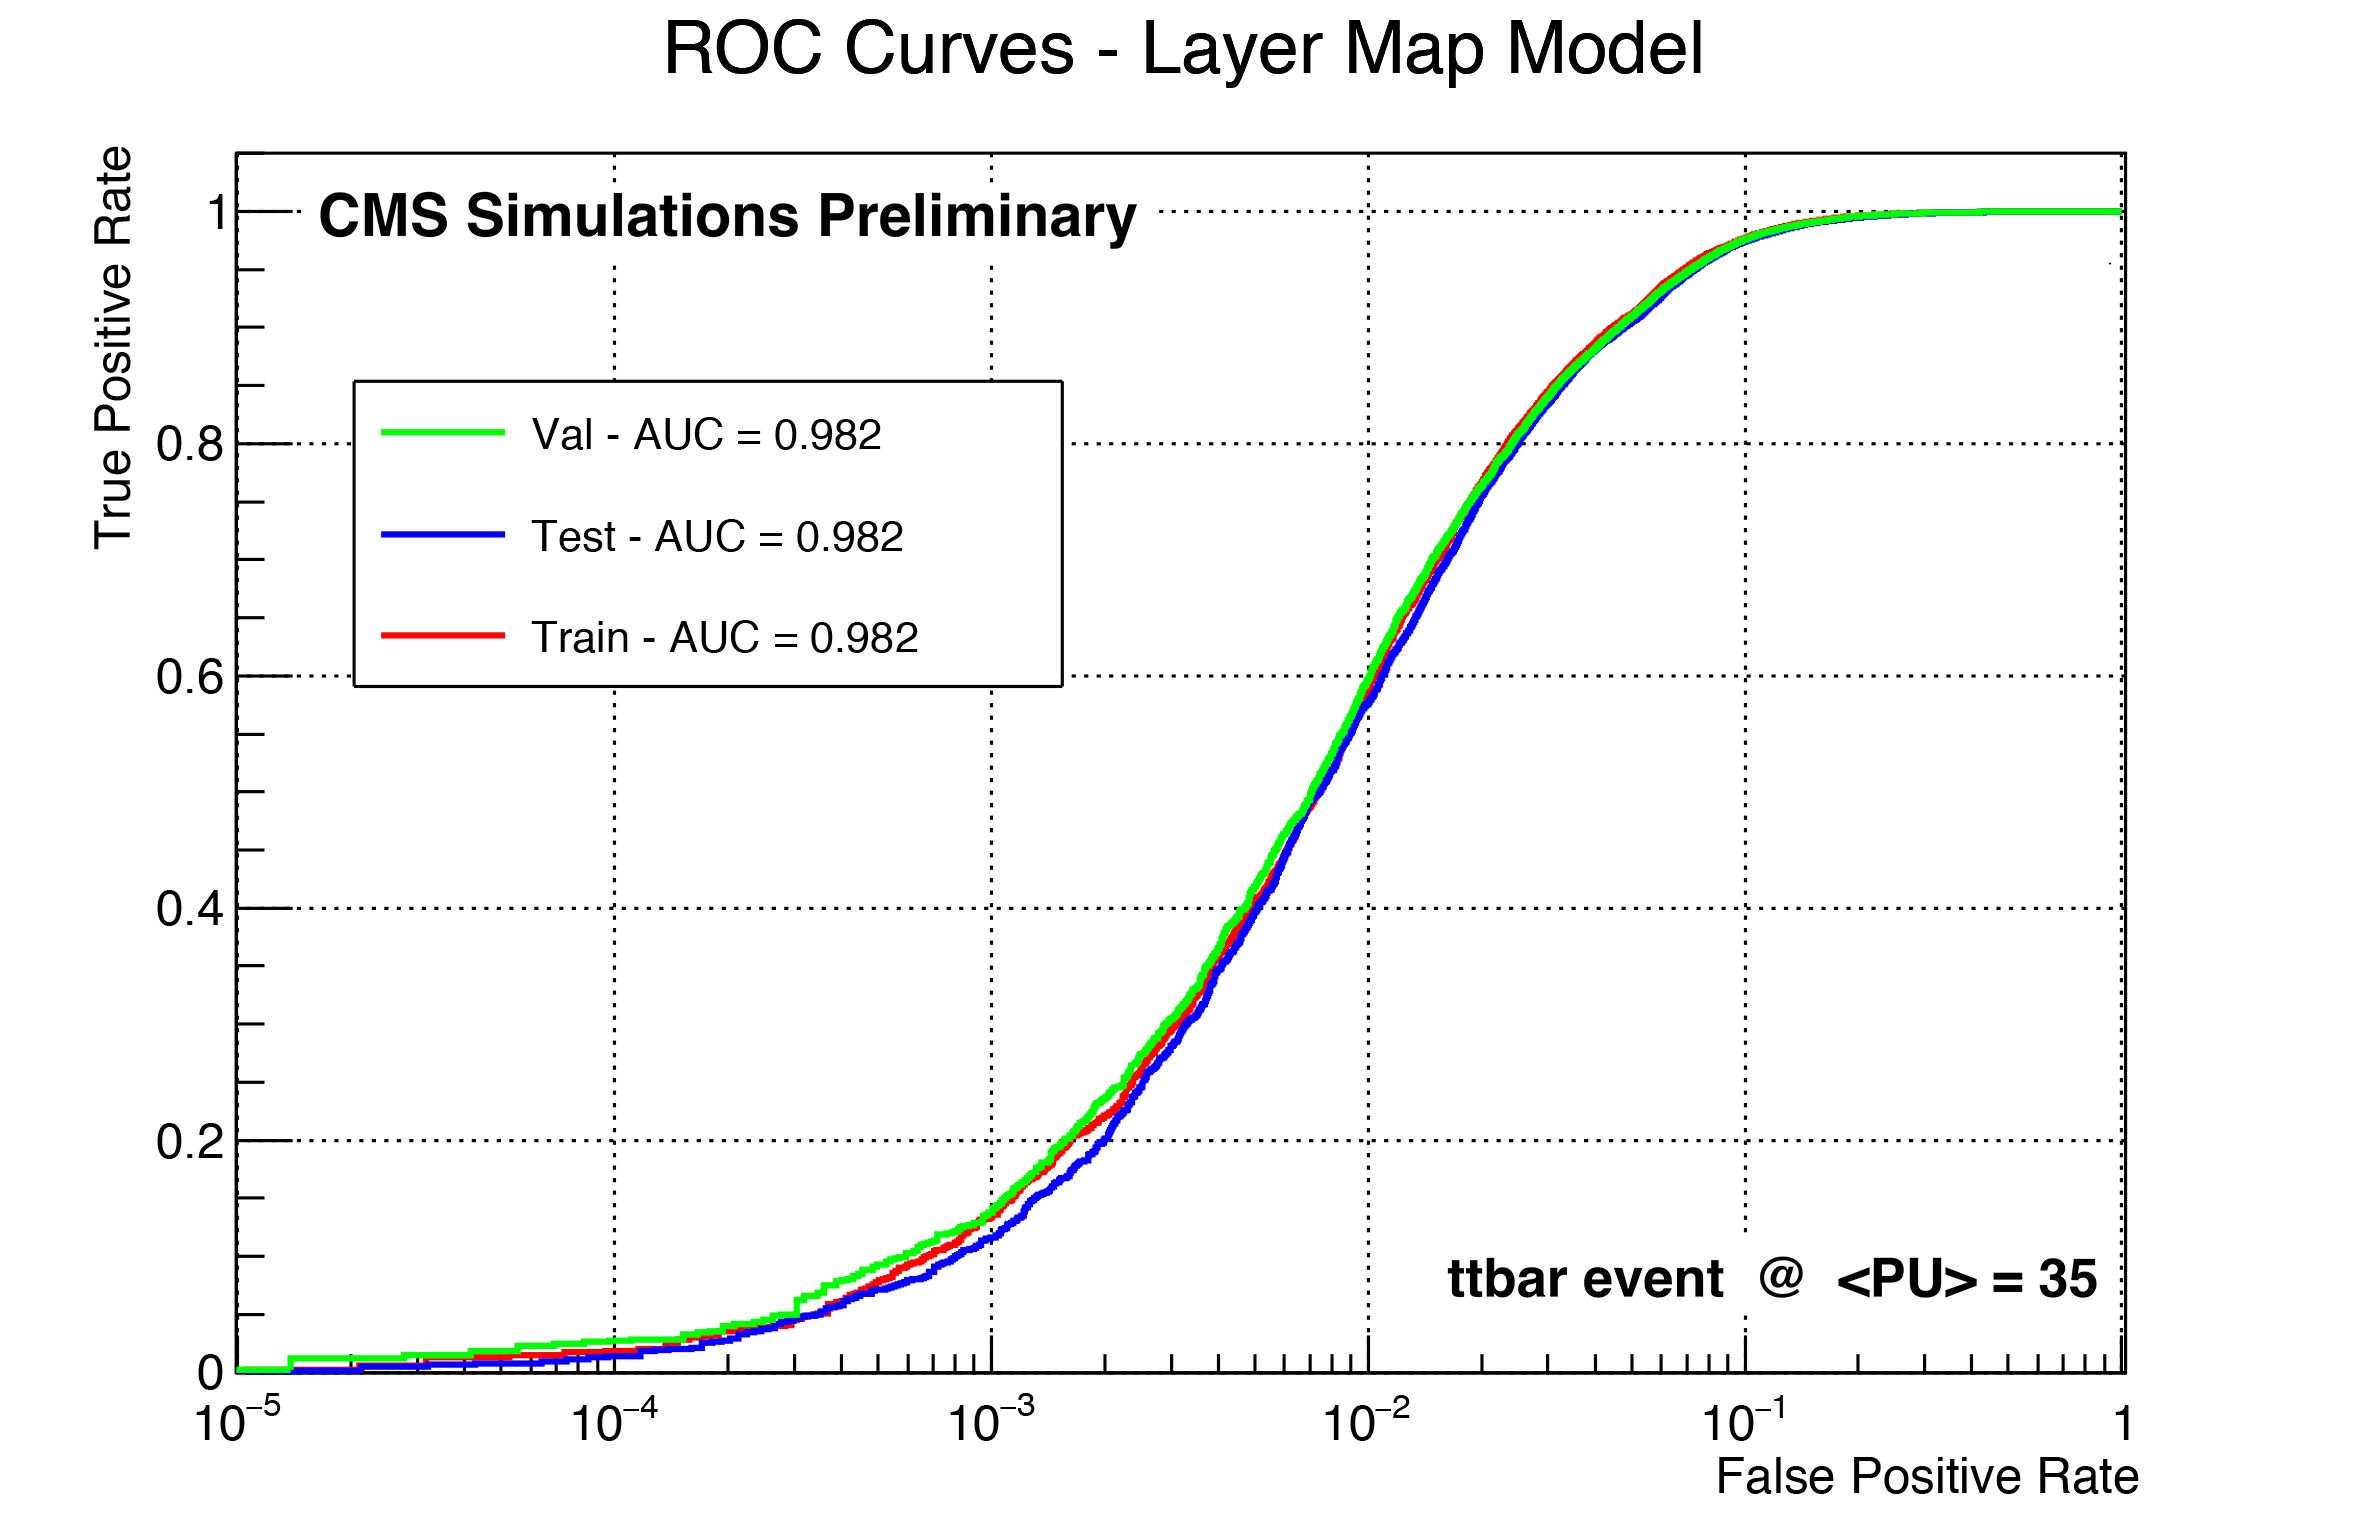 ROC Curves - Layer Map Model
True Positive Rate
CMS Simulations Preliminary
1
0.8
0.6
0.4
0.2
0
Val - AUC = 0.982
Test - AUC = 0.982
Train - AUC = 0.982
ttbar event @ <PU> = 35
10⁻⁵ 10⁻⁴ 10⁻³ 10⁻² 10⁻¹ 1
False Positive Rate